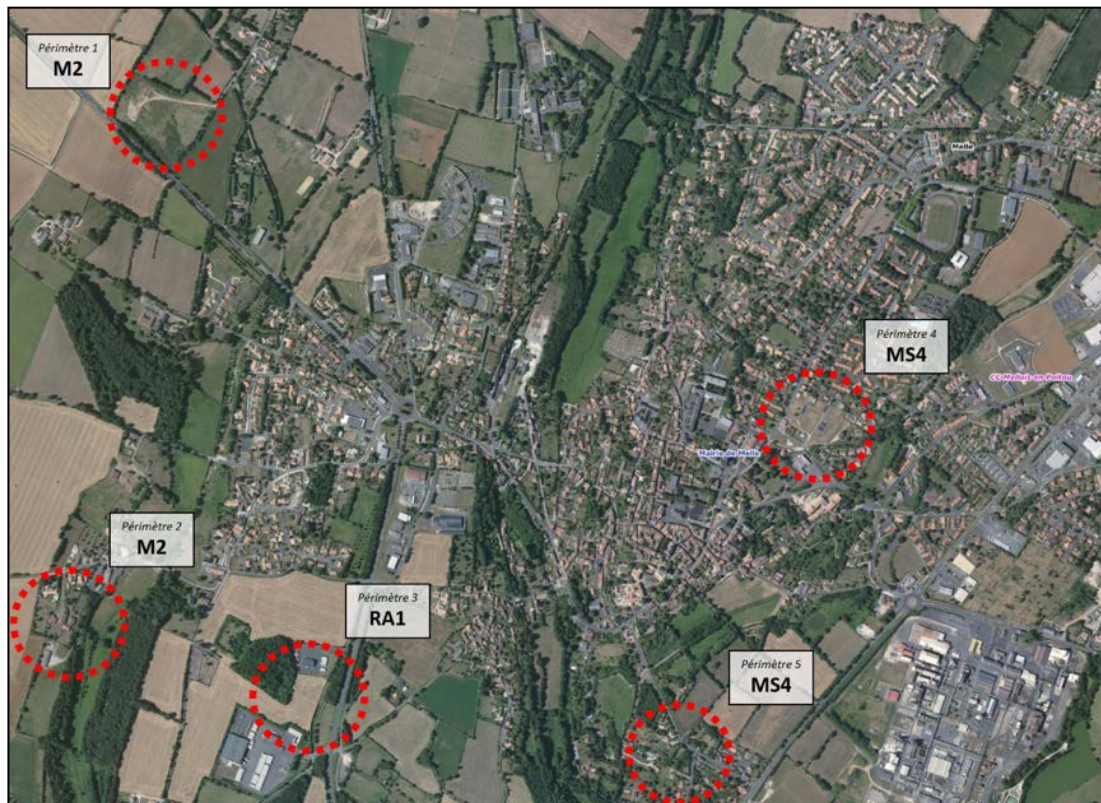 Périmètre 1
M2
Melle
Périmètre 4
MS4
CC Mellois-en-Poitou
Mairie de Melle
Périmètre 2
M2
Périmètre 3
RA1
Périmètre 5
MS4